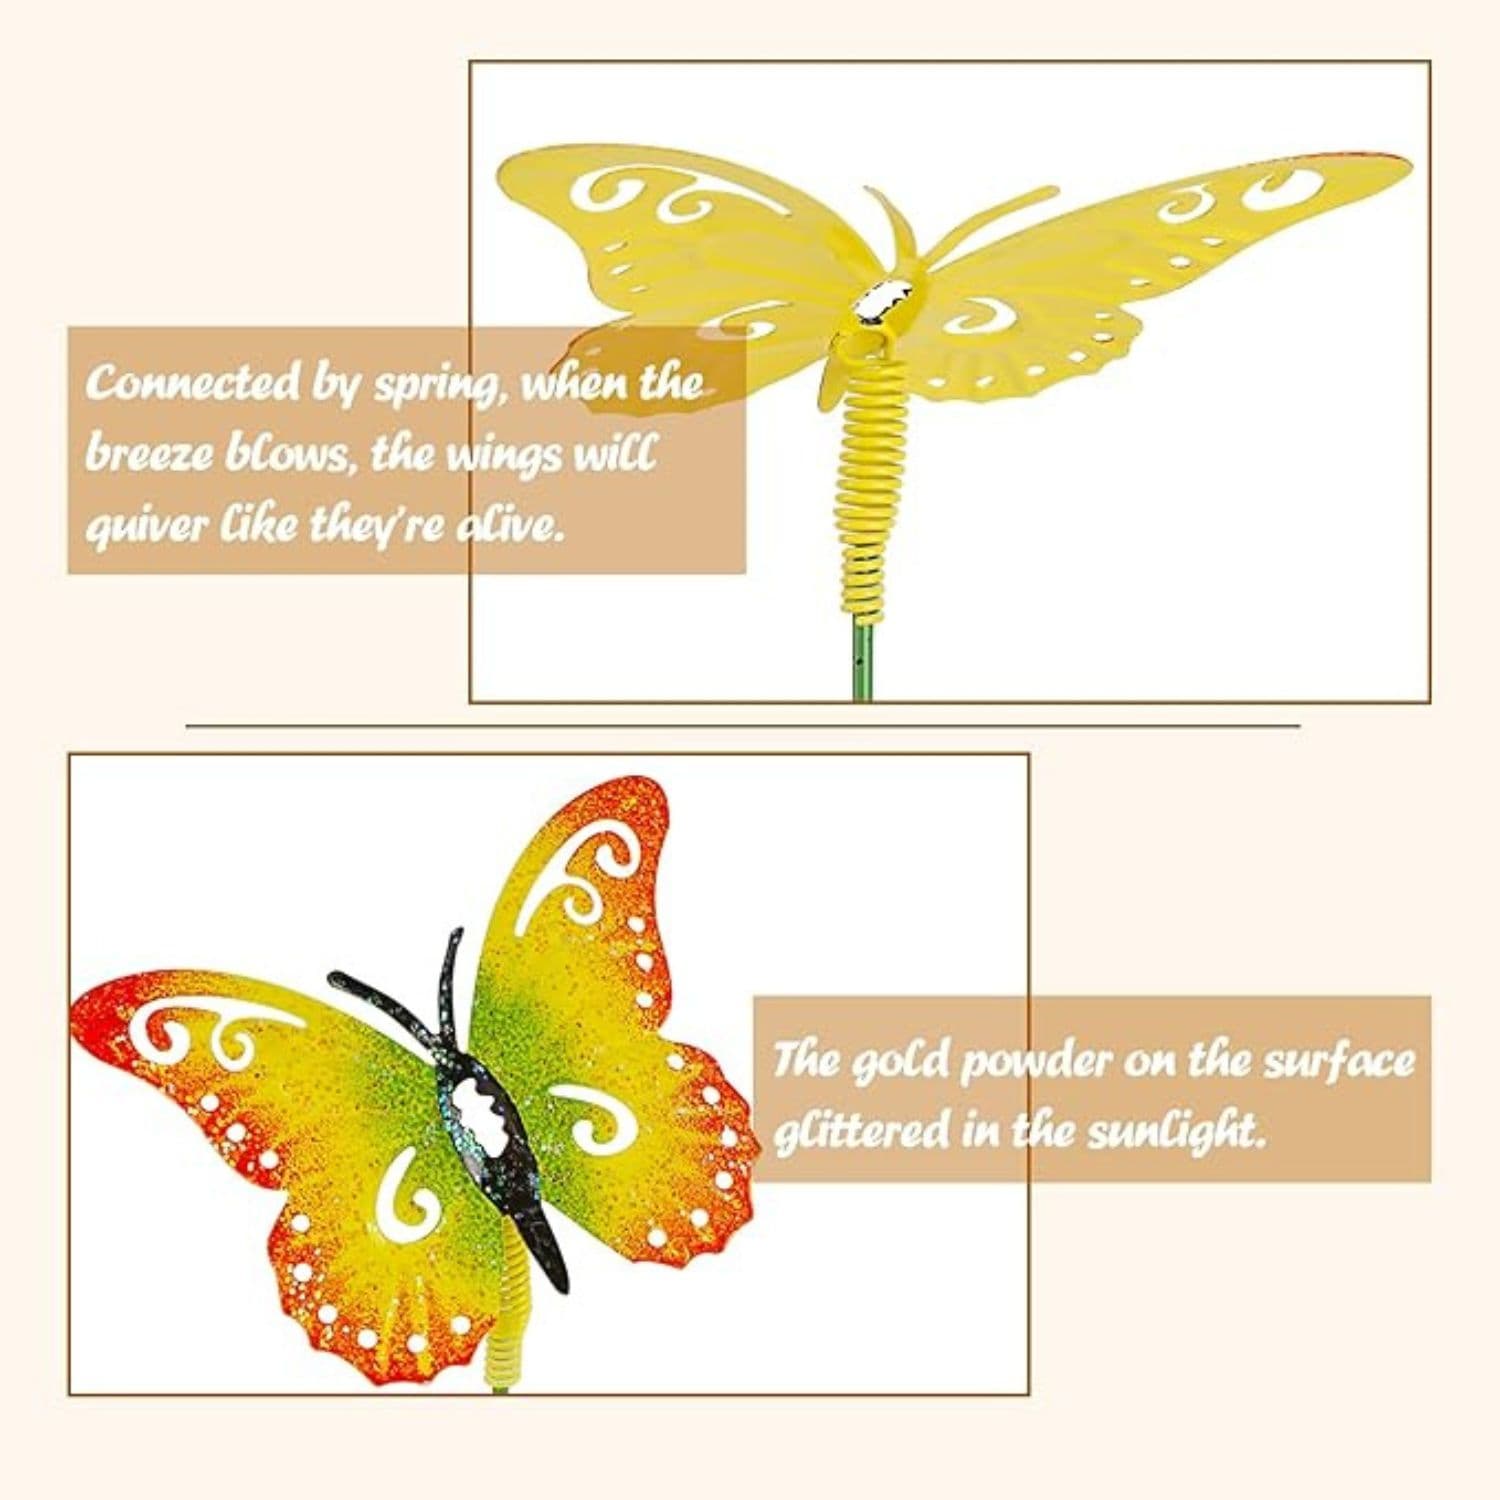 Connected by spring, when the
breeze blows, the wings will
quiver like they're alive.
The gold powder on the surface
glittered in the sunlight.